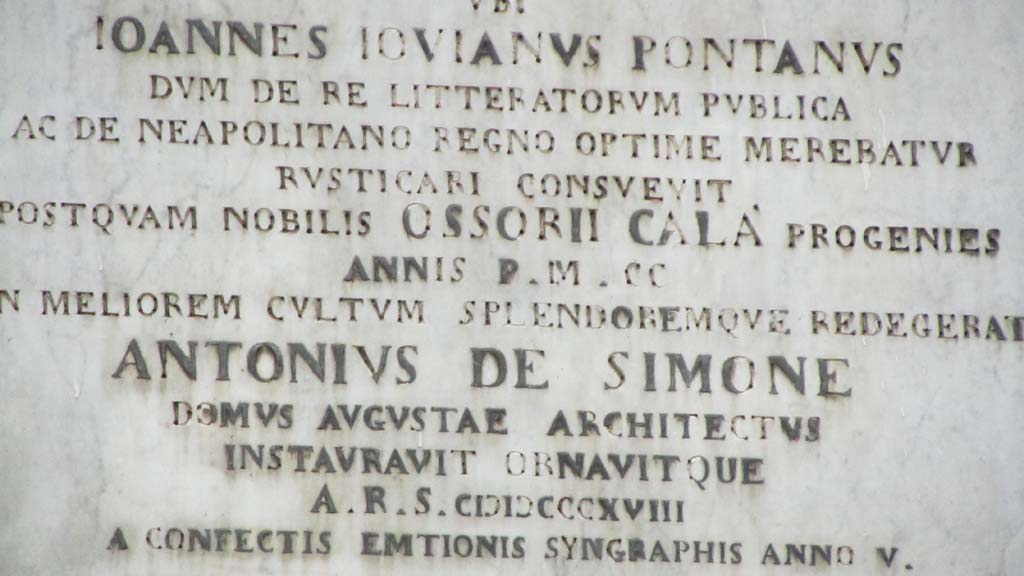 VBI
IOANNES IOVIANVS PONTANVS
DVM DE RE LITTERATORVM PVBLICA
AC DE NEAPOLITANO REGNO OPTIME MEREBATVR
RVSTICARI CONSVEVIT
POSTQVAM NOBILIS OSSORII CALA PROGENIES
ANNIS P.M.CC
N MELIOREM CVLTVM SPLENDOREMQVE REDEGERAT
ANTONIVS DE SIMONE
DOMVS AVGVSTAE ARCHITECTVS
INSTAVRAVIT ORNAVITQUE
A.R.S.CIƆIƆCCCXVIII
A CONFECTIS EMTIONIS SYNGRAPHIS ANNO V.